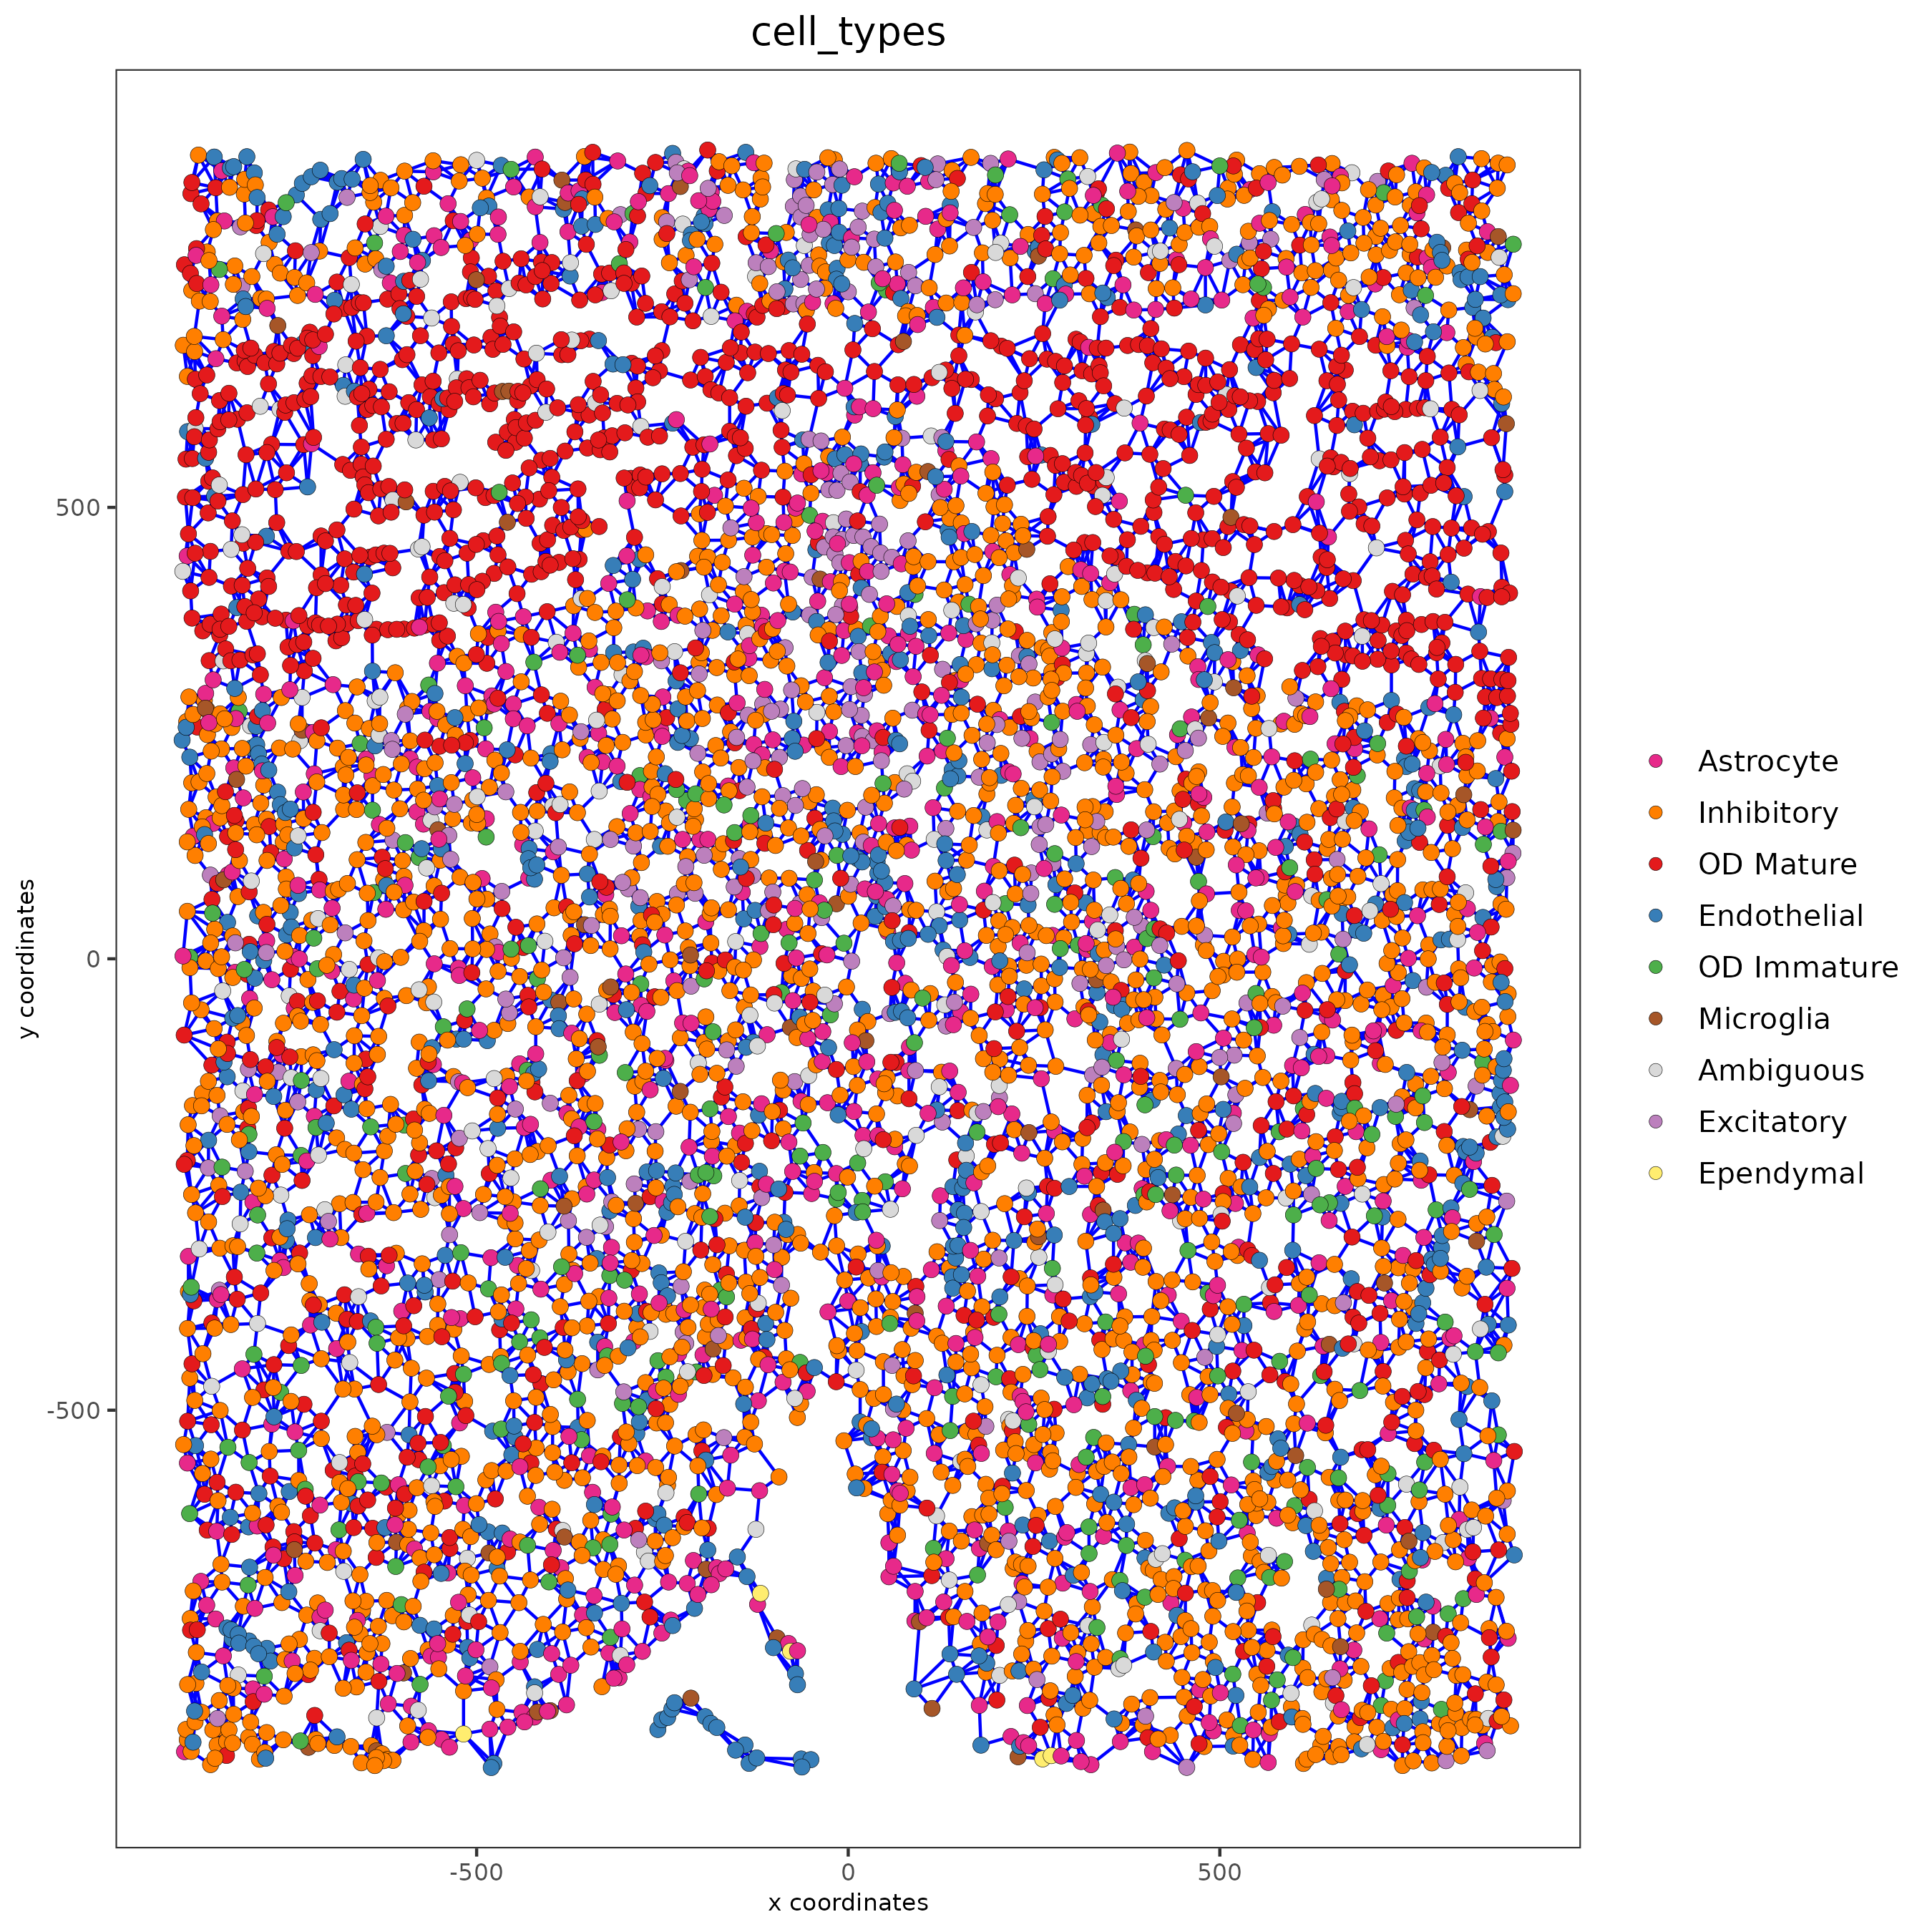 cell_types
500
0
-500
y coordinates
-500
0
500
x coordinates
Astrocyte
Inhibitory
OD Mature
Endothelial
OD Immature
Microglia
Ambiguous
Excitatory
Ependymal